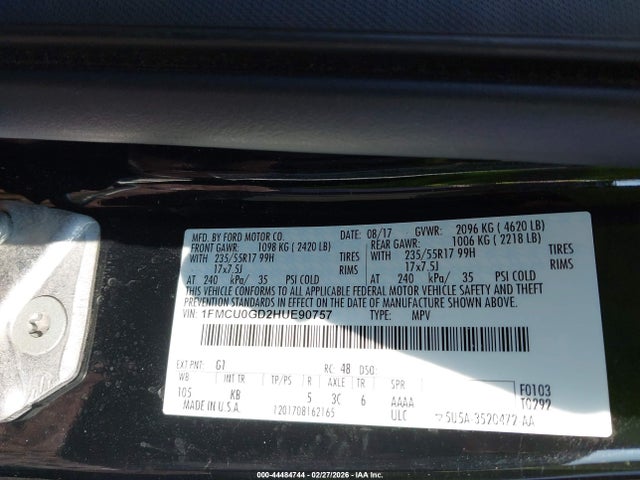 MFD. BY FORD MOTOR CO. DATE: 08/17 GVWR: 2096 KG ( 4620 LB)
FRONT GAWR: 1098 KG ( 2420 LB) REAR GAWR: 1006 KG ( 2218 LB)
WITH 235/55R17 99H TIRES WITH 235/55R17 99H TIRES
17x7.5J RIMS 17x7.5J RIMS
AT 240 kPa/ 35 PSI COLD AT 240 kPa/ 35 PSI COLD
THIS VEHICLE CONFORMS TO ALL APPLICABLE FEDERAL MOTOR VEHICLE SAFETY AND THEFT
PREVENTION STANDARDS IN EFFECT ON THE DATE OF MANUFACTURE SHOWN ABOVE.
VIN: 1FMCU0GD2HUE90757 TYPE: MPV
EXT PNT: G1 RC: 48 DSO:
WB INT TR TP/PS R AXLE TR SPR
105 KB 5 3C 6 AAAA
F0103
T0292
MADE IN U.S.A. 1201708162165 ULC 5U5A-3520472-AA
000-44484744 - 02/27/2026 - IAA Inc.